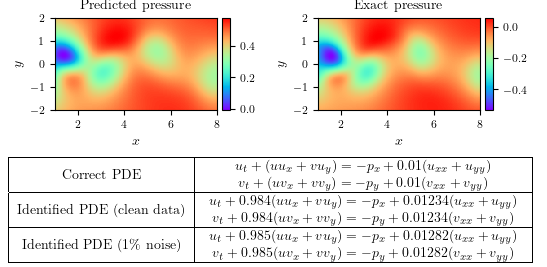 Predicted pressure
Exact pressure
2
1
0
−1
−2
y
2
4
6
8
x
0.4
0.2
0.0
2
1
0
−1
−2
y
2
4
6
8
x
0.0
−0.2
−0.4
Correct PDE
u_t + (uu_x + vu_y) = −p_x + 0.01(u_xx + u_yy)
v_t + (uv_x + vv_y) = −p_y + 0.01(v_xx + v_yy)
Identified PDE (clean data)
u_t + 0.984(uu_x + vu_y) = −p_x + 0.01234(u_xx + u_yy)
v_t + 0.984(uv_x + vv_y) = −p_y + 0.01234(v_xx + v_yy)
Identified PDE (1% noise)
u_t + 0.985(uu_x + vu_y) = −p_x + 0.01282(u_xx + u_yy)
v_t + 0.985(uv_x + vv_y) = −p_y + 0.01282(v_xx + v_yy)